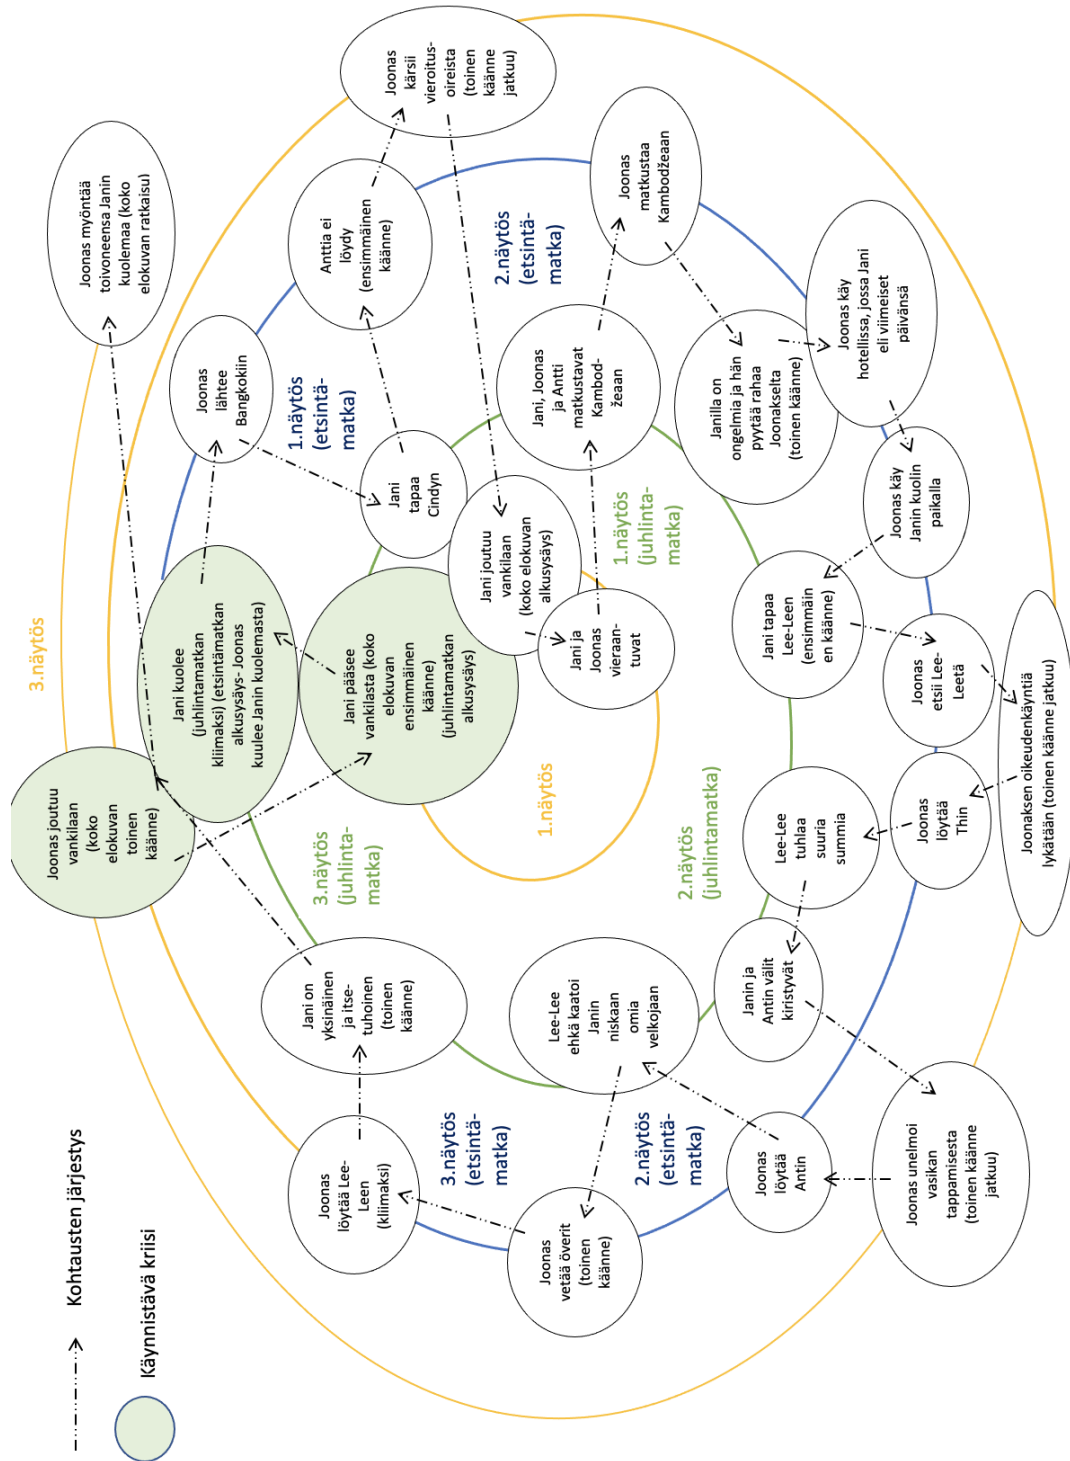 Kohtausten järjestys
Käynnistävä kriisi
3.näytös
Joonas joutuu
vankilaan
(koko
elokuvan
toinen
käänne)
Joonas myöntää
toivoneensa Janin
kuolemaa (koko
elokuvan ratkaisu)
Jani kuolee
(juhlintamatkan
kliimaksi) (etsintämatkan
alkusysäys- Joonas
kuulee Janin kuolemasta)
Joonas
lähtee
Bangkokiin
1.näytös
(etsintä-
matka)
Anttia ei
löydy
(ensimmäinen
käänne)
Joonas
kärsii
vieroitus-
oireista
(toinen
käänne
jatkuu)
Jani
tapaa
Cindyn
Jani pääsee
vankilasta (koko
elokuvan
ensimmäinen
käänne)
(juhlintamatkan
alkusysäys)
Jani joutuu
vankilaan
(koko elokuvan
alkusysäys)
Jani ja
Joonas
vieraan-
tuvat
1.näytös
1.näytös
(juhlinta-
matka)
Jani, Joonas
ja Antti
matkustavat
Kambod-
žeaan
2.näytös
(etsintä-
matka)
Joonas
matkustaa
Kambodžeaan
Janilla on
ongelmia ja hän
pyytää rahaa
Joonakselta
(toinen käänne)
Joonas käy
hotellissa, jossa Jani
eli viimeiset
päivänsä
Joonas käy
Janin kuolin
paikalla
Jani tapaa
Lee-Leen
(ensimmäin
en käänne)
Joonas
etsii Lee-
Leetä
Joonaksen oikeudenkäyntiä
lykätään (toinen käänne jatkuu)
Joonas
löytää
Thin
Lee-Lee
tuhlaa
suuria
summia
2.näytös
(juhlintamatka)
Janin ja
Antin välit
kiristyvät
Joonas unelmoi
vasikan
tappamisesta
(toinen käänne
jatkuu)
Joonas
löytää
Antin
2.näytös
(etsintä-
matka)
Lee-Lee
ehkä kaatoi
Janin
niskaan
omia
velkojaan
Joonas
vetää överit
(toinen
käänne)
3.näytös
(etsintä-
matka)
Joonas
löytää Lee-
Leen
(kliimaksi)
Jani on
yksinäinen
ja itse-
tuhoinen
(toinen
käänne)
3.näytös
(juhlinta-
matka)